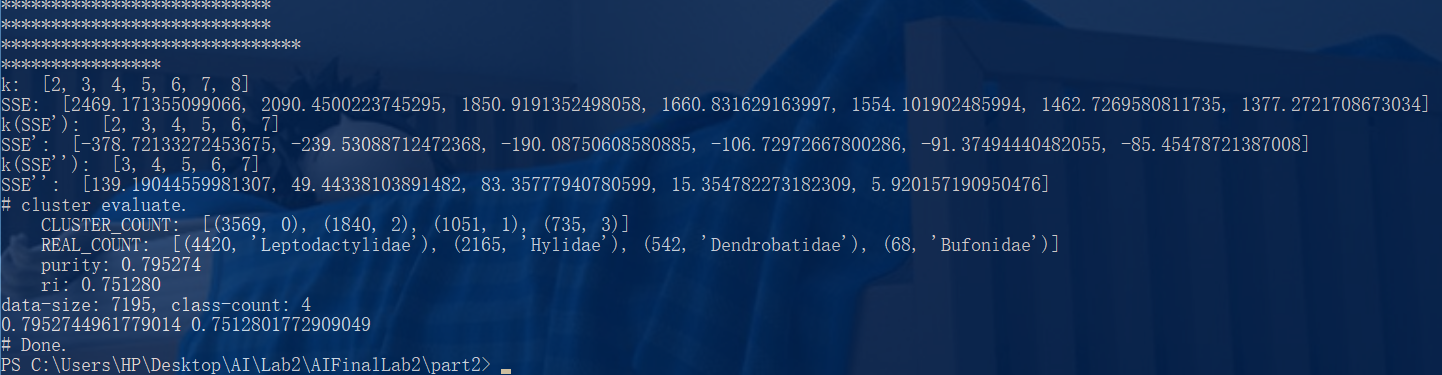 ***************************
***************************
******************************
****************
k:  [2, 3, 4, 5, 6, 7, 8]
SSE:  [2469.171355099066, 2090.4500223745295, 1850.9191352498058, 1660.831629163997, 1554.101902485994, 1462.7269580811735, 1377.2721708673034]
k(SSE'):  [2, 3, 4, 5, 6, 7]
SSE':  [-378.72133272453675, -239.53088712472368, -190.08750608580885, -106.72972667800286, -91.37494440482055, -85.45478721387008]
k(SSE''):  [3, 4, 5, 6, 7]
SSE'':  [139.19044559981307, 49.44338103891482, 83.35777940780599, 15.354782273182309, 5.920157190950476]
# cluster evaluate.
    CLUSTER_COUNT:  [(3569, 0), (1840, 2), (1051, 1), (735, 3)]
    REAL_COUNT:  [(4420, 'Leptodactylidae'), (2165, 'Hylidae'), (542, 'Dendrobatidae'), (68, 'Bufonidae')]
    purity: 0.795274
    ri: 0.751280
data-size: 7195, class-count: 4
0.7952744961779014 0.7512801772909049
# Done.
PS C:\Users\HP\Desktop\AI\Lab2\AIFinalLab2\part2>